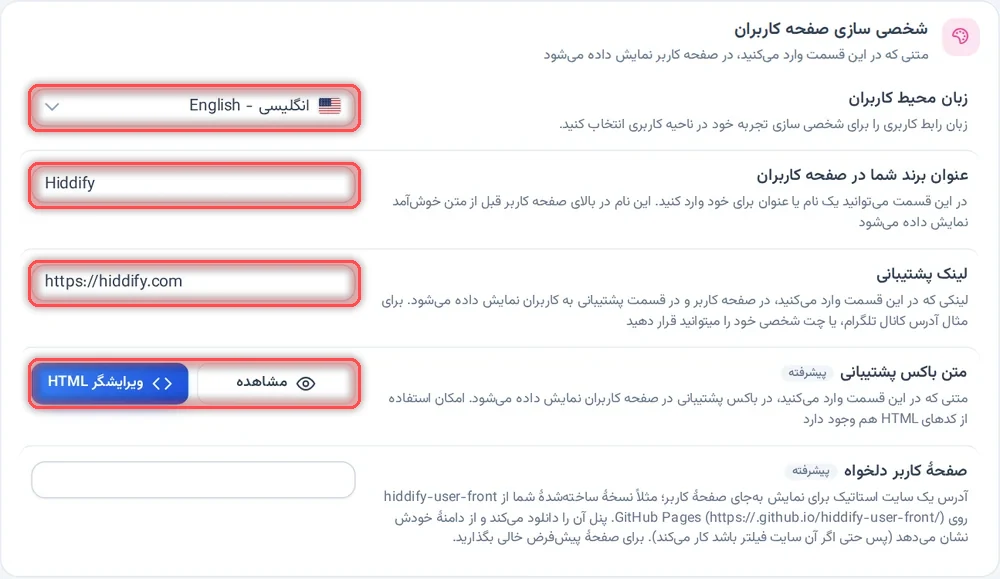 شخصی سازی صفحه کاربران
متنی که در این قسمت وارد می‌کنید، در صفحه کاربر نمایش داده می‌شود
زبان محیط کاربران
زبان رابط کاربری را برای شخصی سازی تجربه خود در ناحیه کاربری انتخاب کنید.
انگلیسی - English
عنوان برند شما در صفحه کاربران
در این قسمت می‌توانید یک نام یا عنوان برای خود وارد کنید. این نام در بالای صفحه کاربر قبل از متن خوش‌آمد
نمایش داده می‌شود
Hiddify
لینک پشتیبانی
لینکی که در این قسمت وارد می‌کنید، در صفحه کاربر و در قسمت پشتیبانی به کاربران نمایش داده می‌شود. برای
مثال آدرس کانال تلگرام، یا چت شخصی خود را میتوانید قرار دهید
https://hiddify.com
متن باکس پشتیبانی پیشرفته
متنی که در این قسمت وارد می‌کنید، در باکس پشتیبانی در صفحه کاربران نمایش داده می‌شود. امکان استفاده
از کدهای HTML هم وجود دارد
مشاهده
ویرایشگر HTML
صفحهٔ کاربر دلخواه پیشرفته
آدرس یک سایت استاتیک برای نمایش به‌جای صفحهٔ کاربر؛ مثلاً نسخهٔ ساخته‌شدهٔ شما از hiddify-user-front
روی GitHub Pages (https://.github.io/hiddify-user-front/). پنل آن را دانلود می‌کند و از دامنهٔ خودش
نشان می‌دهد (پس حتی اگر آن سایت فیلتر باشد کار می‌کند). برای صفحهٔ پیش‌فرض خالی بگذارید.